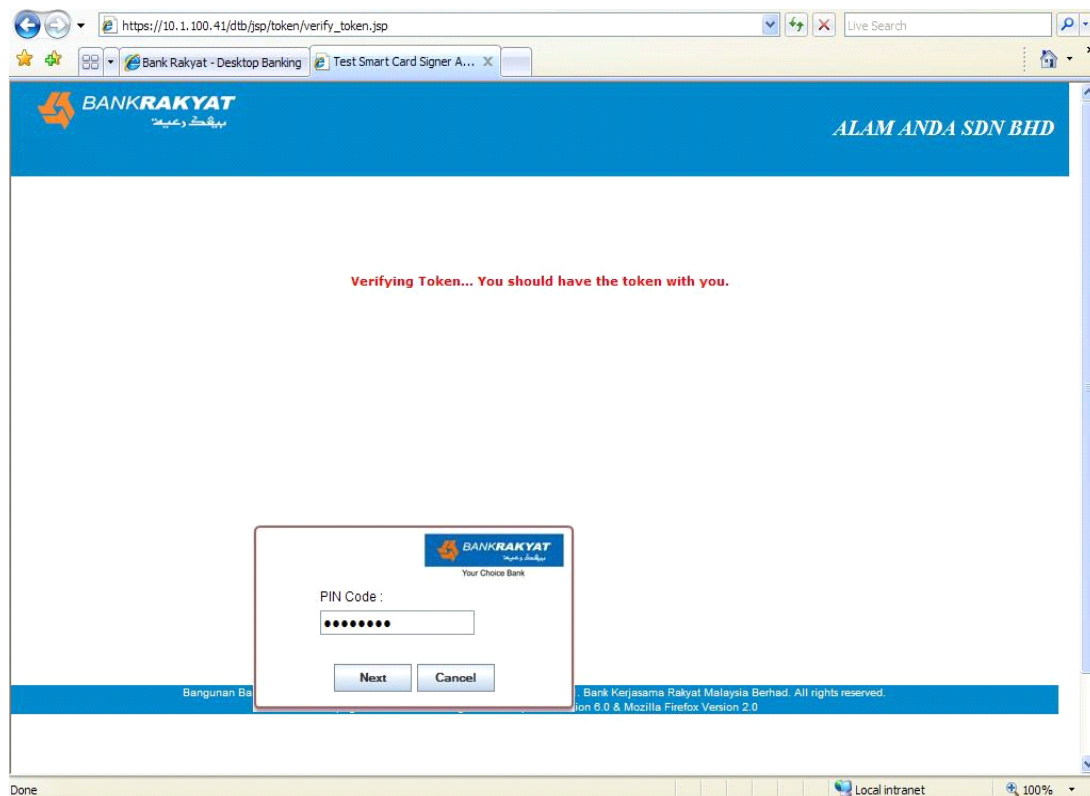 https://10.1.100.41/dtb/jsp/token/verify_token.jsp
Live Search
Bank Rakyat - Desktop Banking
Test Smart Card Signer A...
BANKRAKYAT
ALAM ANDA SDN BHD
Verifying Token... You should have the token with you.
BANKRAKYAT
Your Choice Bank
PIN Code :
••••••••
Next Cancel
Bangunan Ba
. Bank Kerjasama Rakyat Malaysia Berhad. All rights reserved.
ion 6.0 & Mozilla Firefox Version 2.0
Done
Local intranet
100%